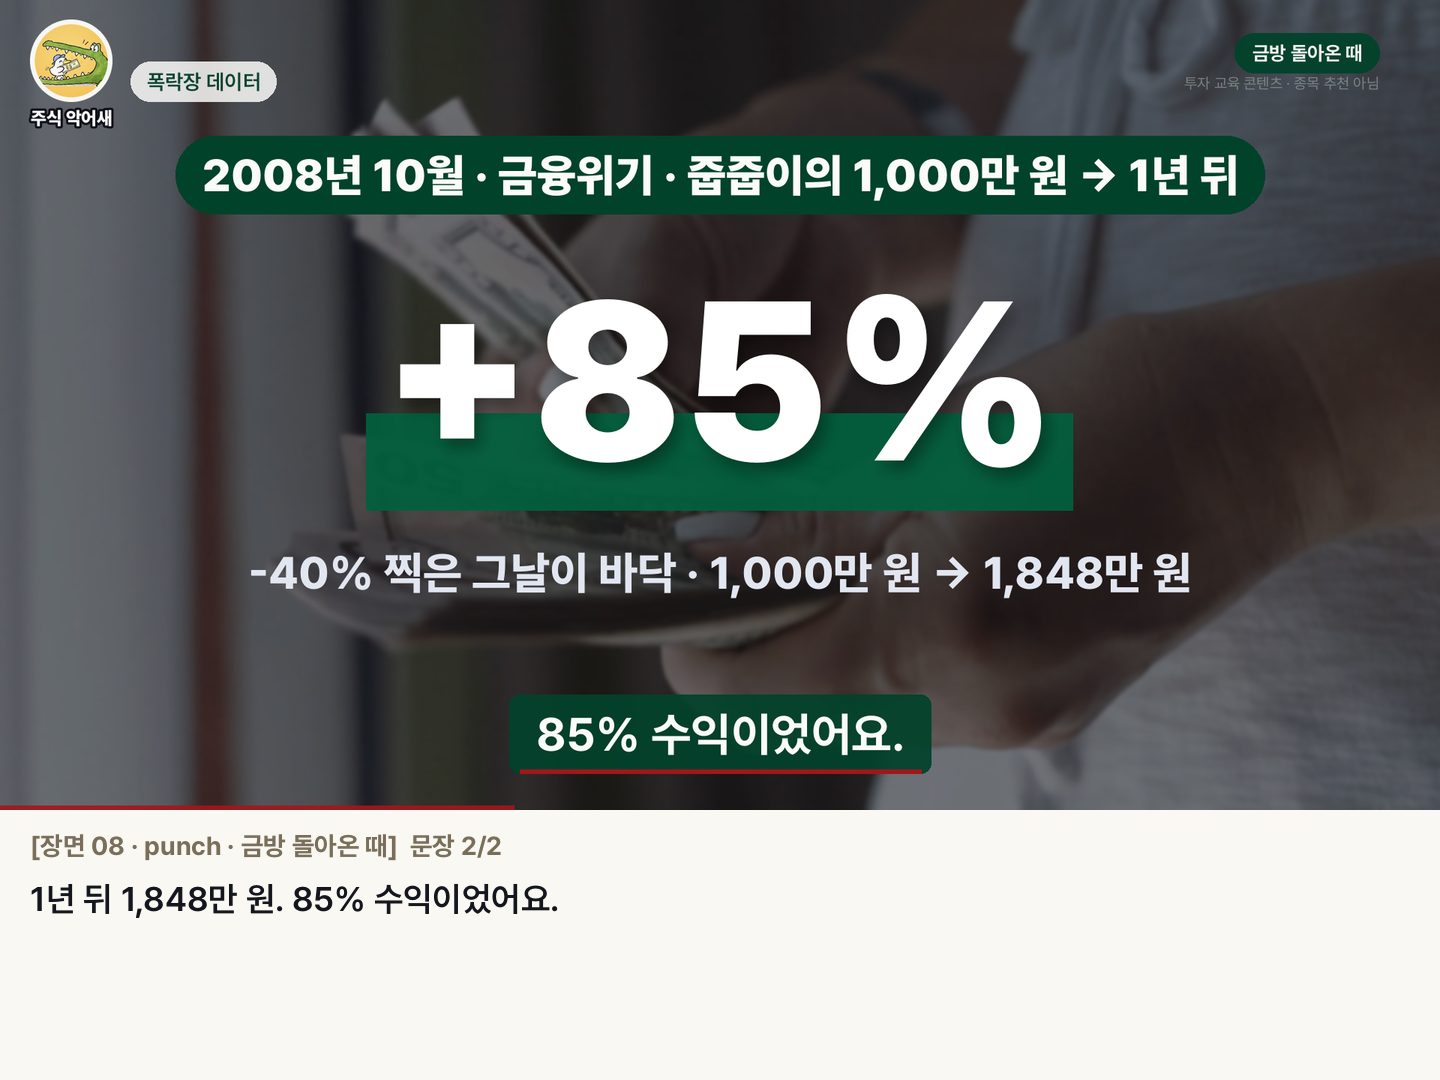 주식 악어새
폭락장 데이터
금방 돌아온 때
투자 교육 콘텐츠 · 종목 추천 아님
2008년 10월 · 금융위기 · 줍줍이의 1,000만 원 → 1년 뒤
+85%
-40% 찍은 그날이 바닥 · 1,000만 원 → 1,848만 원
85% 수익이었어요.
[장면 08 · punch · 금방 돌아온 때] 문장 2/2
1년 뒤 1,848만 원. 85% 수익이었어요.